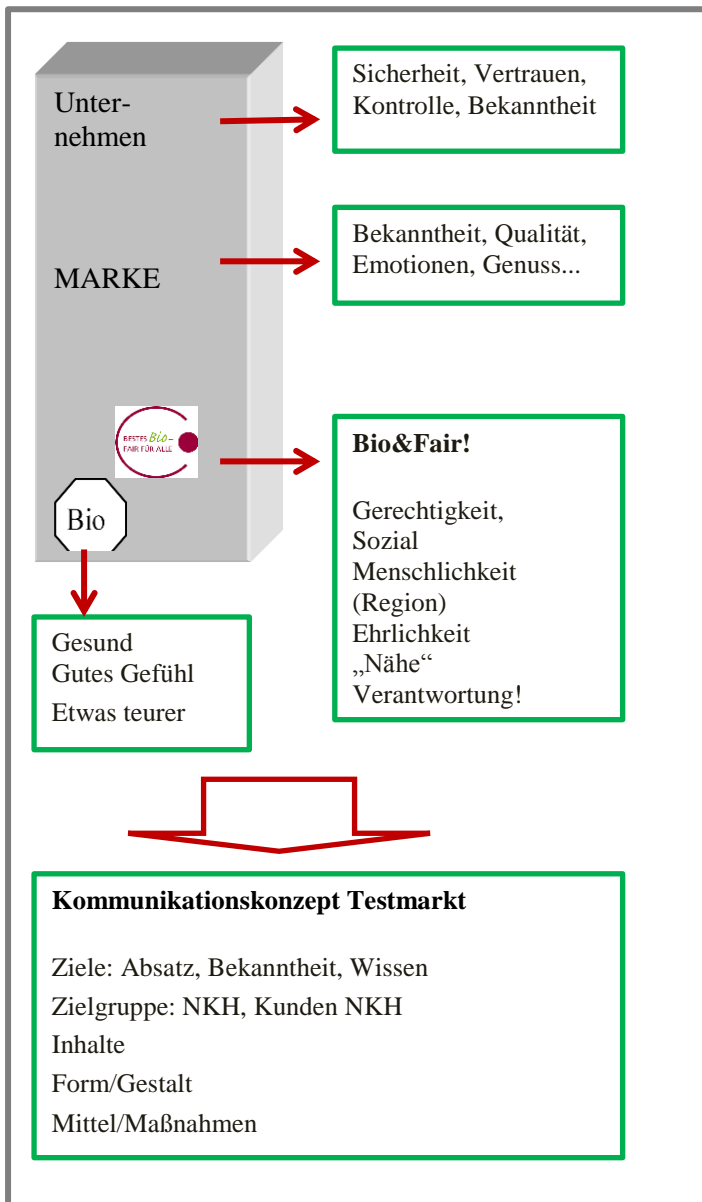 Unter-
nehmen
Sicherheit, Vertrauen,
Kontrolle, Bekanntheit
MARKE
Bekanntheit, Qualität,
Emotionen, Genuss...
BESTES Bio–
FAIR FÜR ALLE
Bio
Bio&Fair!
Gerechtigkeit,
Sozial
Menschlichkeit
(Region)
Ehrlichkeit
„Nähe“
Verantwortung!
Gesund
Gutes Gefühl
Etwas teurer
Kommunikationskonzept Testmarkt
Ziele: Absatz, Bekanntheit, Wissen
Zielgruppe: NKH, Kunden NKH
Inhalte
Form/Gestalt
Mittel/Maßnahmen